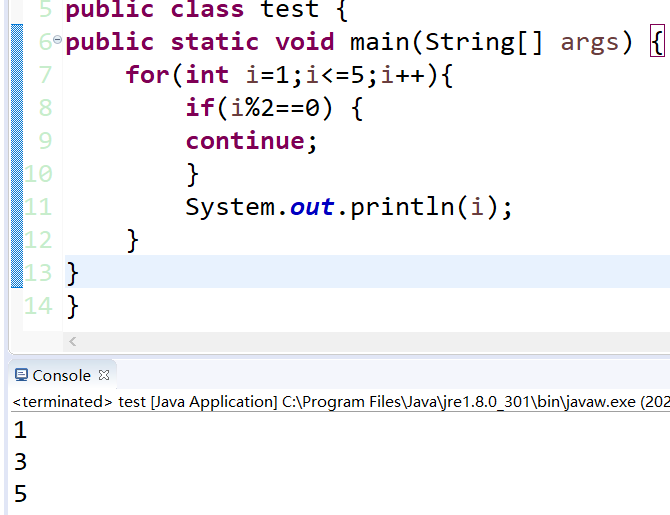 5 public class test {
6 public static void main(String[] args) {
7 for(int i=1;i<=5;i++){
8 if(i%2==0) {
9 continue;
10 }
11 System.out.println(i);
12 }
13 }
14 }
Console
<terminated> test [Java Application] C:\Program Files\Java\jre1.8.0_301\bin\javaw.exe (202
1
3
5